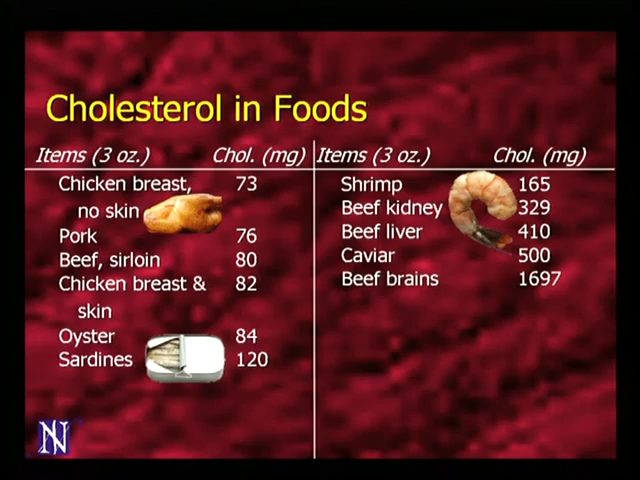 Cholesterol in Foods
Items (3 oz.) Chol. (mg)
Chicken breast, 73
no skin
Pork 76
Beef, sirloin 80
Chicken breast & 82
skin
Oyster 84
Sardines 120
Items (3 oz.) Chol. (mg)
Shrimp 165
Beef kidney 329
Beef liver 410
Caviar 500
Beef brains 1697
N